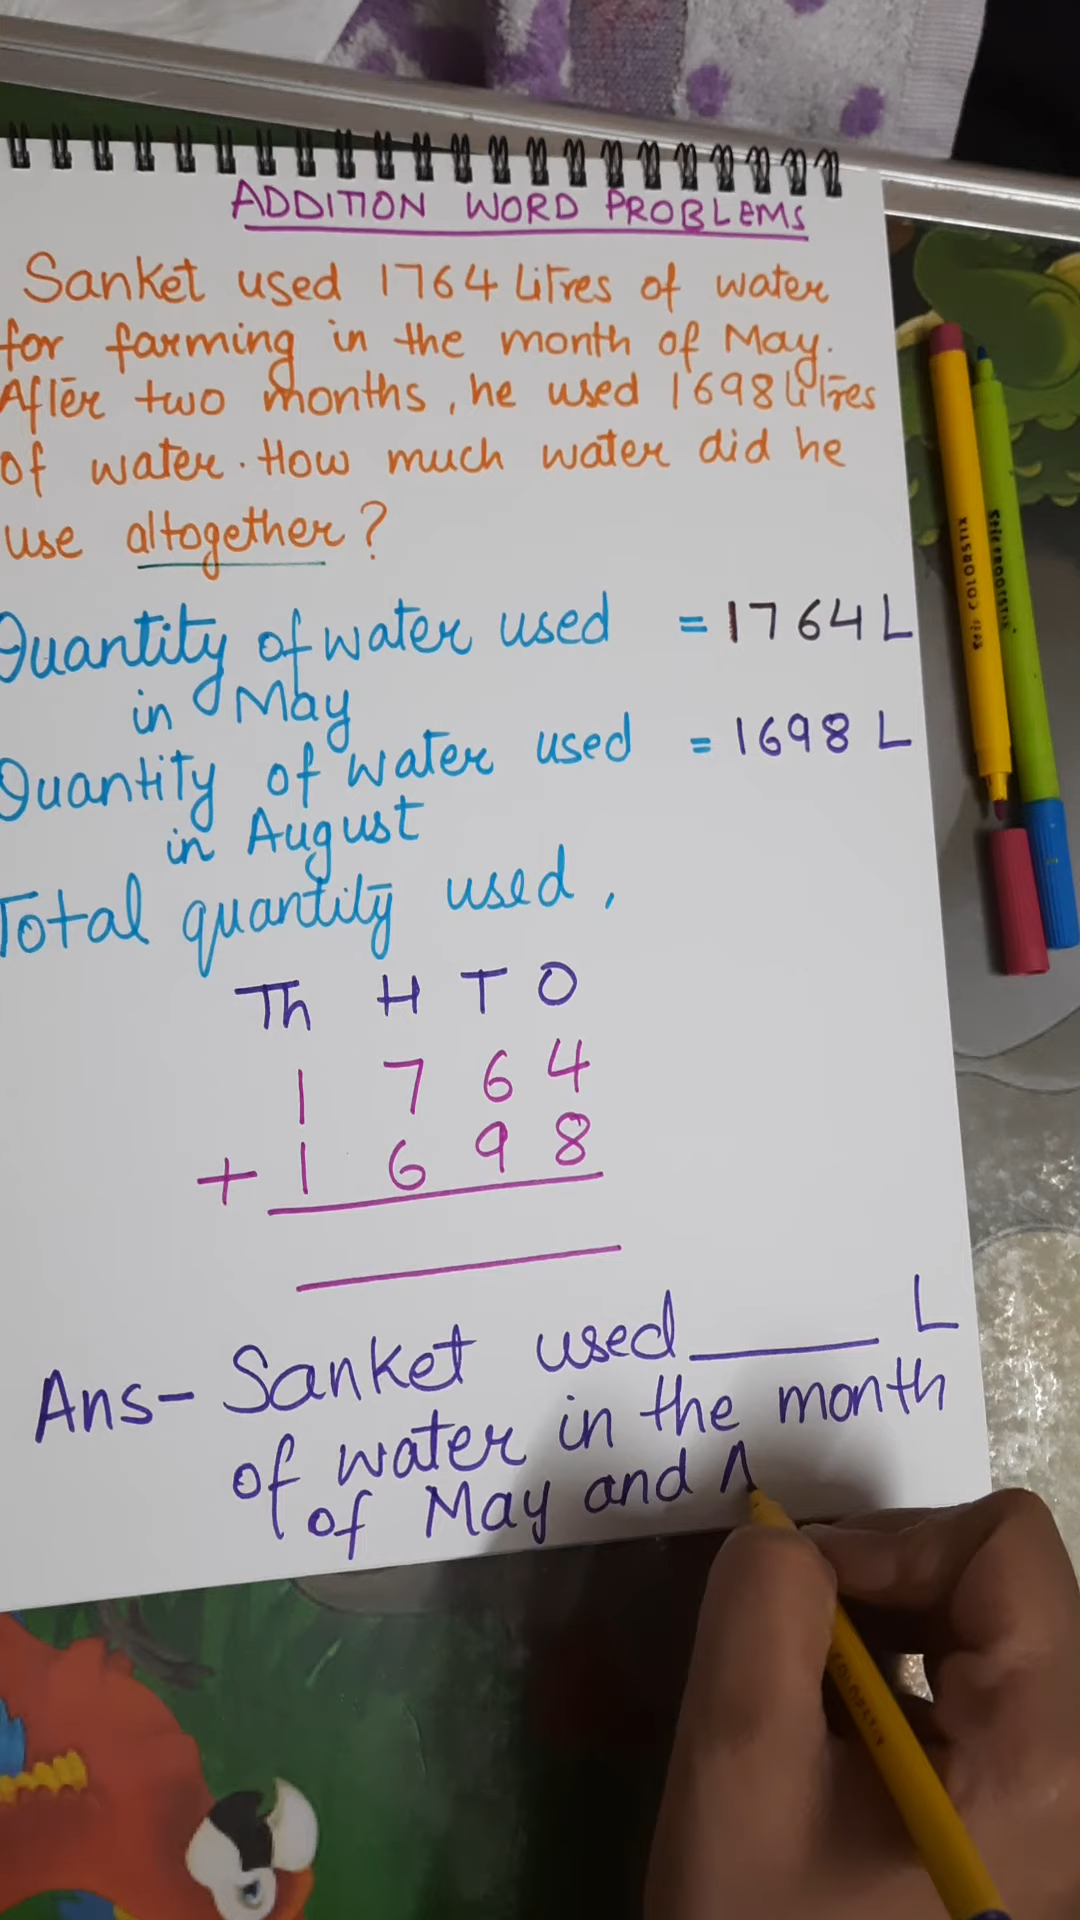 ADDITION WORD PROBLEMS
Sanket used 1764 Litres of water
for farming in the month of May.
After two months, he used 1698 Litres
of water. How much water did he
use altogether?
Quantity of water used = 1764 L
in May
Quantity of water used = 1698 L
in August
Total quantity used,
Th H T O
1 7 6 4
+ 1 6 9 8
Ans- Sanket used ______ L
of water in the month
of May and A
COLORSTIX